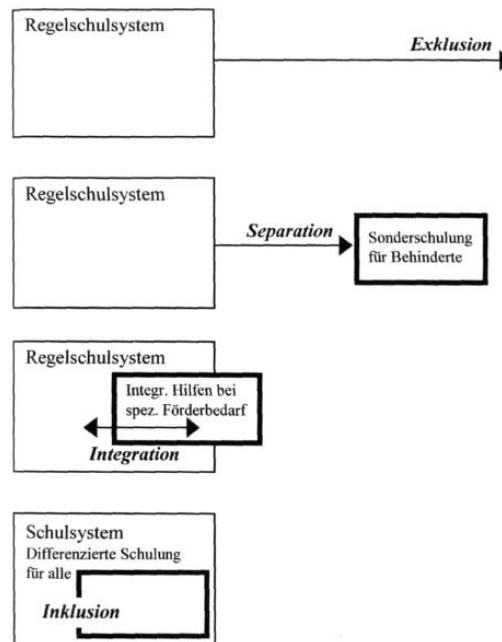 Regelschulsystem
Exklusion
Regelschulsystem
Separation
Sonderschulung
für Behinderte
Regelschulsystem
Integr. Hilfen bei
spez. Förderbedarf
Integration
Schulsystem
Differenzierte Schulung
für alle
Inklusion